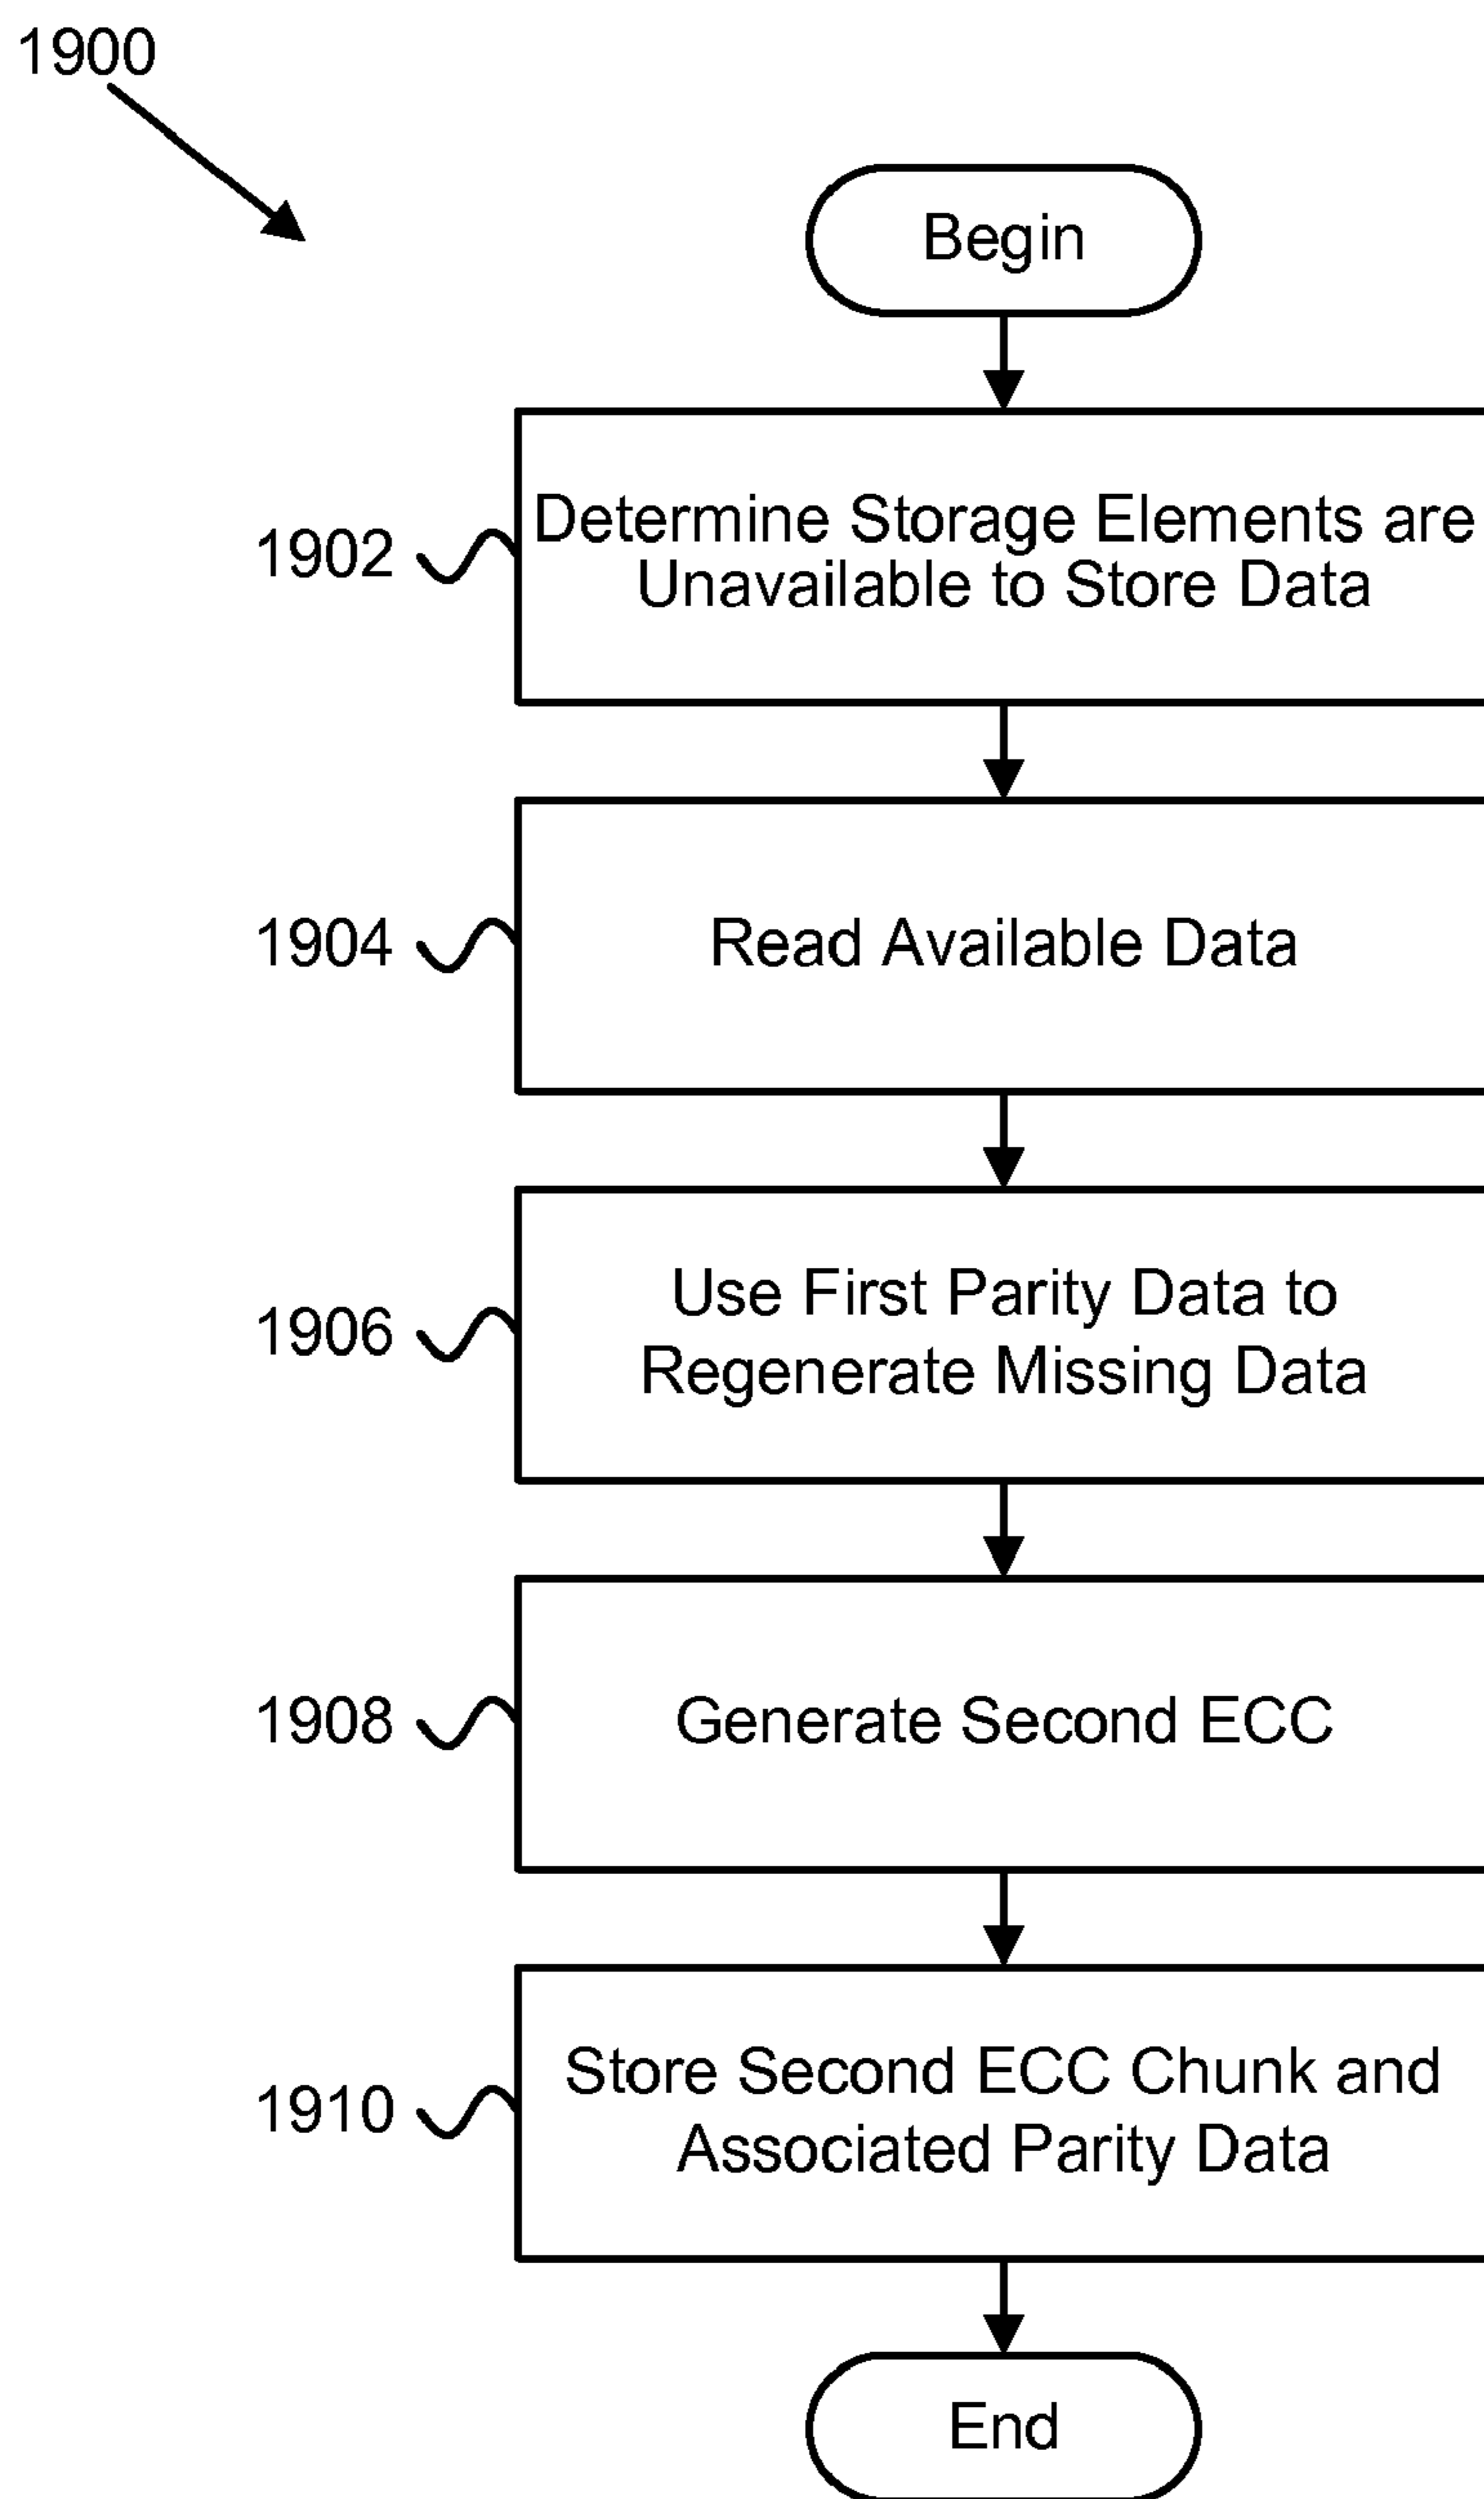 1900
Begin
1902
Determine Storage Elements are
Unavailable to Store Data
1904
Read Available Data
1906
Use First Parity Data to
Regenerate Missing Data
1908
Generate Second ECC
1910
Store Second ECC Chunk and
Associated Parity Data
End